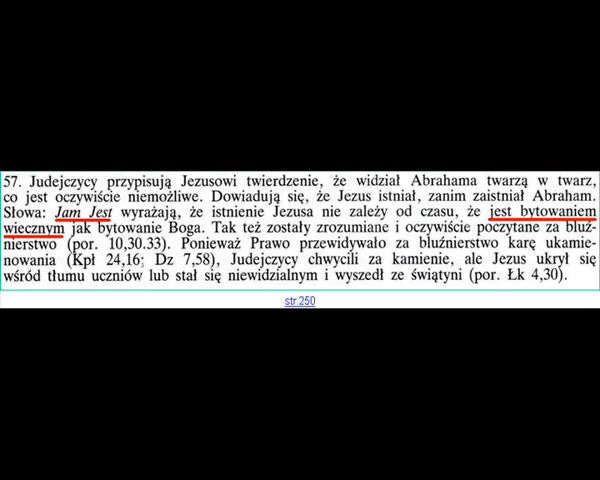 57. Judejczycy przypisują Jezusowi twierdzenie, że widział Abrahama twarzą w twarz,
co jest oczywiście niemożliwe. Dowiadują się, że Jezus istniał, zanim zaistniał Abraham.
Słowa: Jam Jest wyrażają, że istnienie Jezusa nie zależy od czasu, że jest bytowaniem
wiecznym jak bytowanie Boga. Tak też zostały zrozumiane i oczywiście poczytane za bluź-
nierstwo (por. 10,30.33). Ponieważ Prawo przewidywało za bluźnierstwo karę ukamie-
nowania (Kpł 24,16; Dz 7,58), Judejczycy chwycili za kamienie, ale Jezus ukrył się
wśród tłumu uczniów lub stał się niewidzialnym i wyszedł ze świątyni (por. Łk 4,30).
str.250